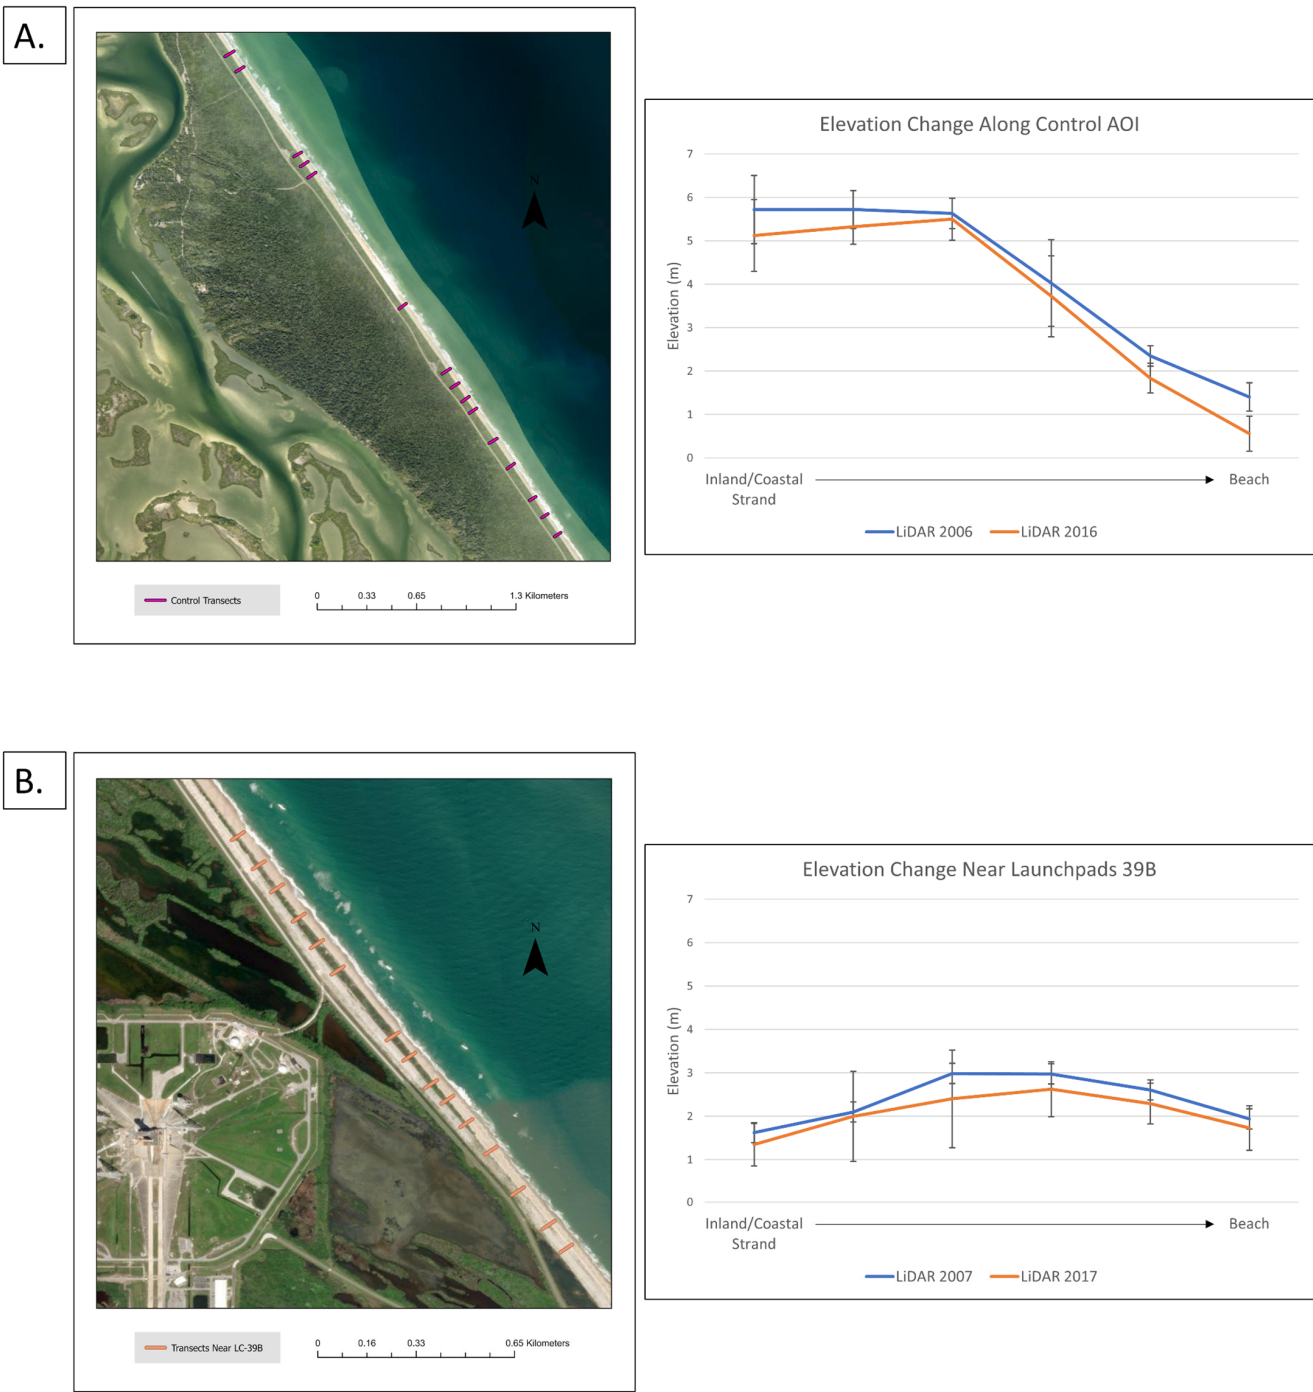 A.
N
Control Transects
0 0.33 0.65 1.3 Kilometers
Elevation Change Along Control AOI
Elevation (m)
7
6
5
4
3
2
1
0
Inland/Coastal
Strand
Beach
LiDAR 2006 LiDAR 2016
B.
N
Transects Near LC-39B
0 0.16 0.33 0.65 Kilometers
Elevation Change Near Launchpads 39B
Elevation (m)
7
6
5
4
3
2
1
0
Inland/Coastal
Strand
Beach
LiDAR 2007 LiDAR 2017